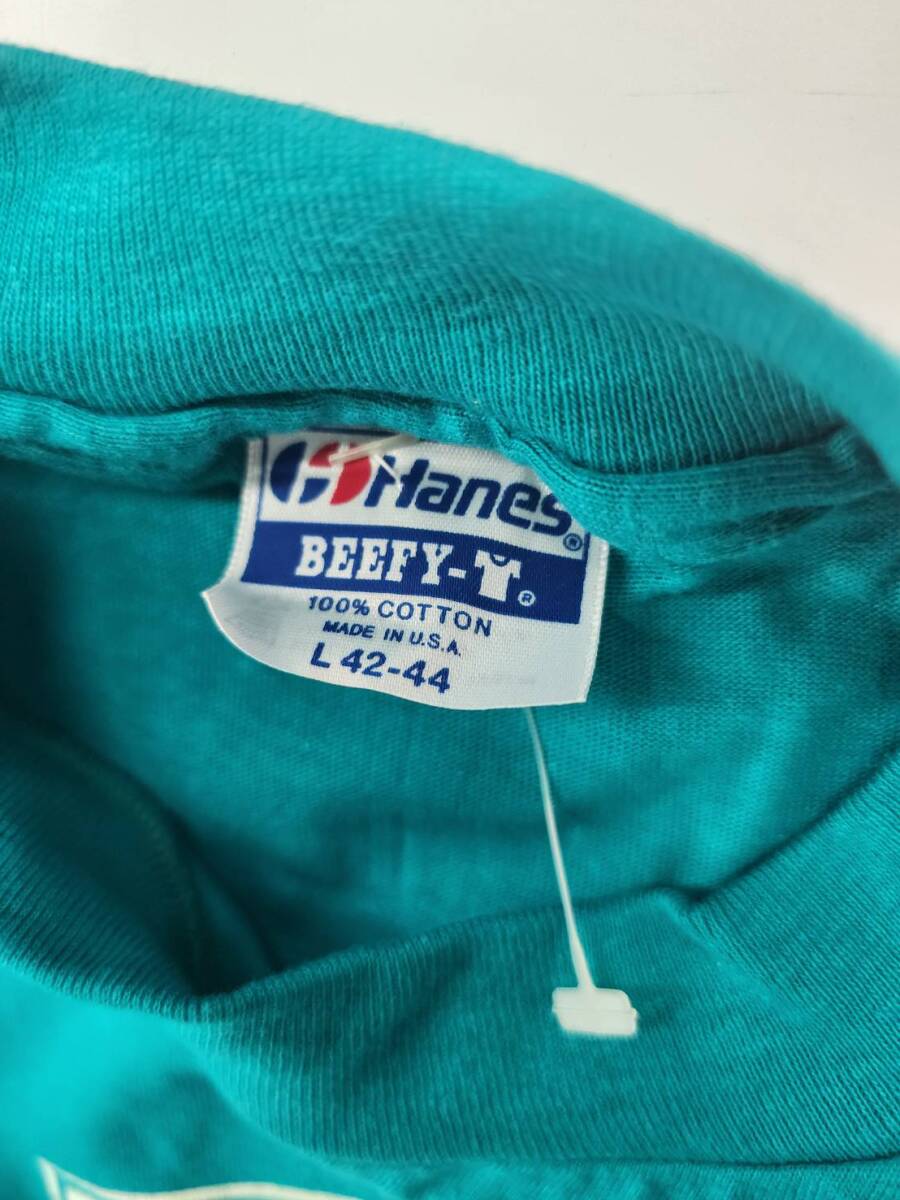 Hanes®
BEEFY-T®
100% COTTON
MADE IN U.S.A.
L 42-44